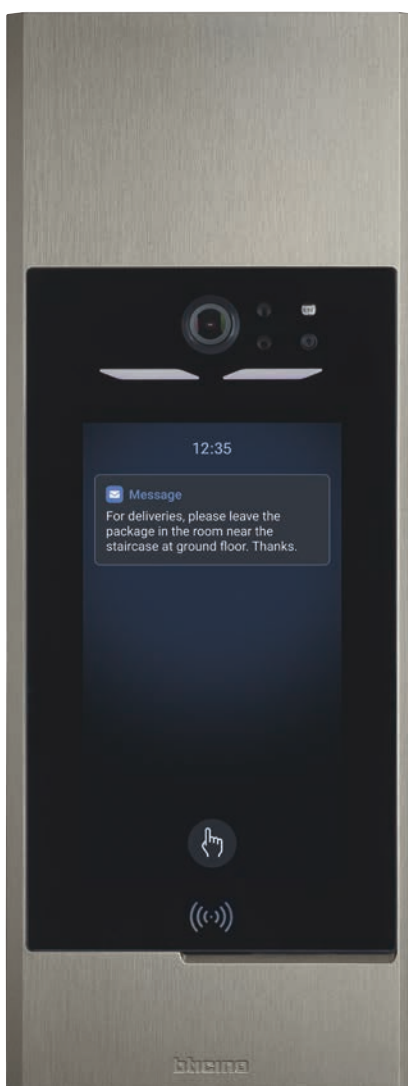 12:35
Message
For deliveries, please leave the
package in the room near the
staircase at ground floor. Thanks.
bticino